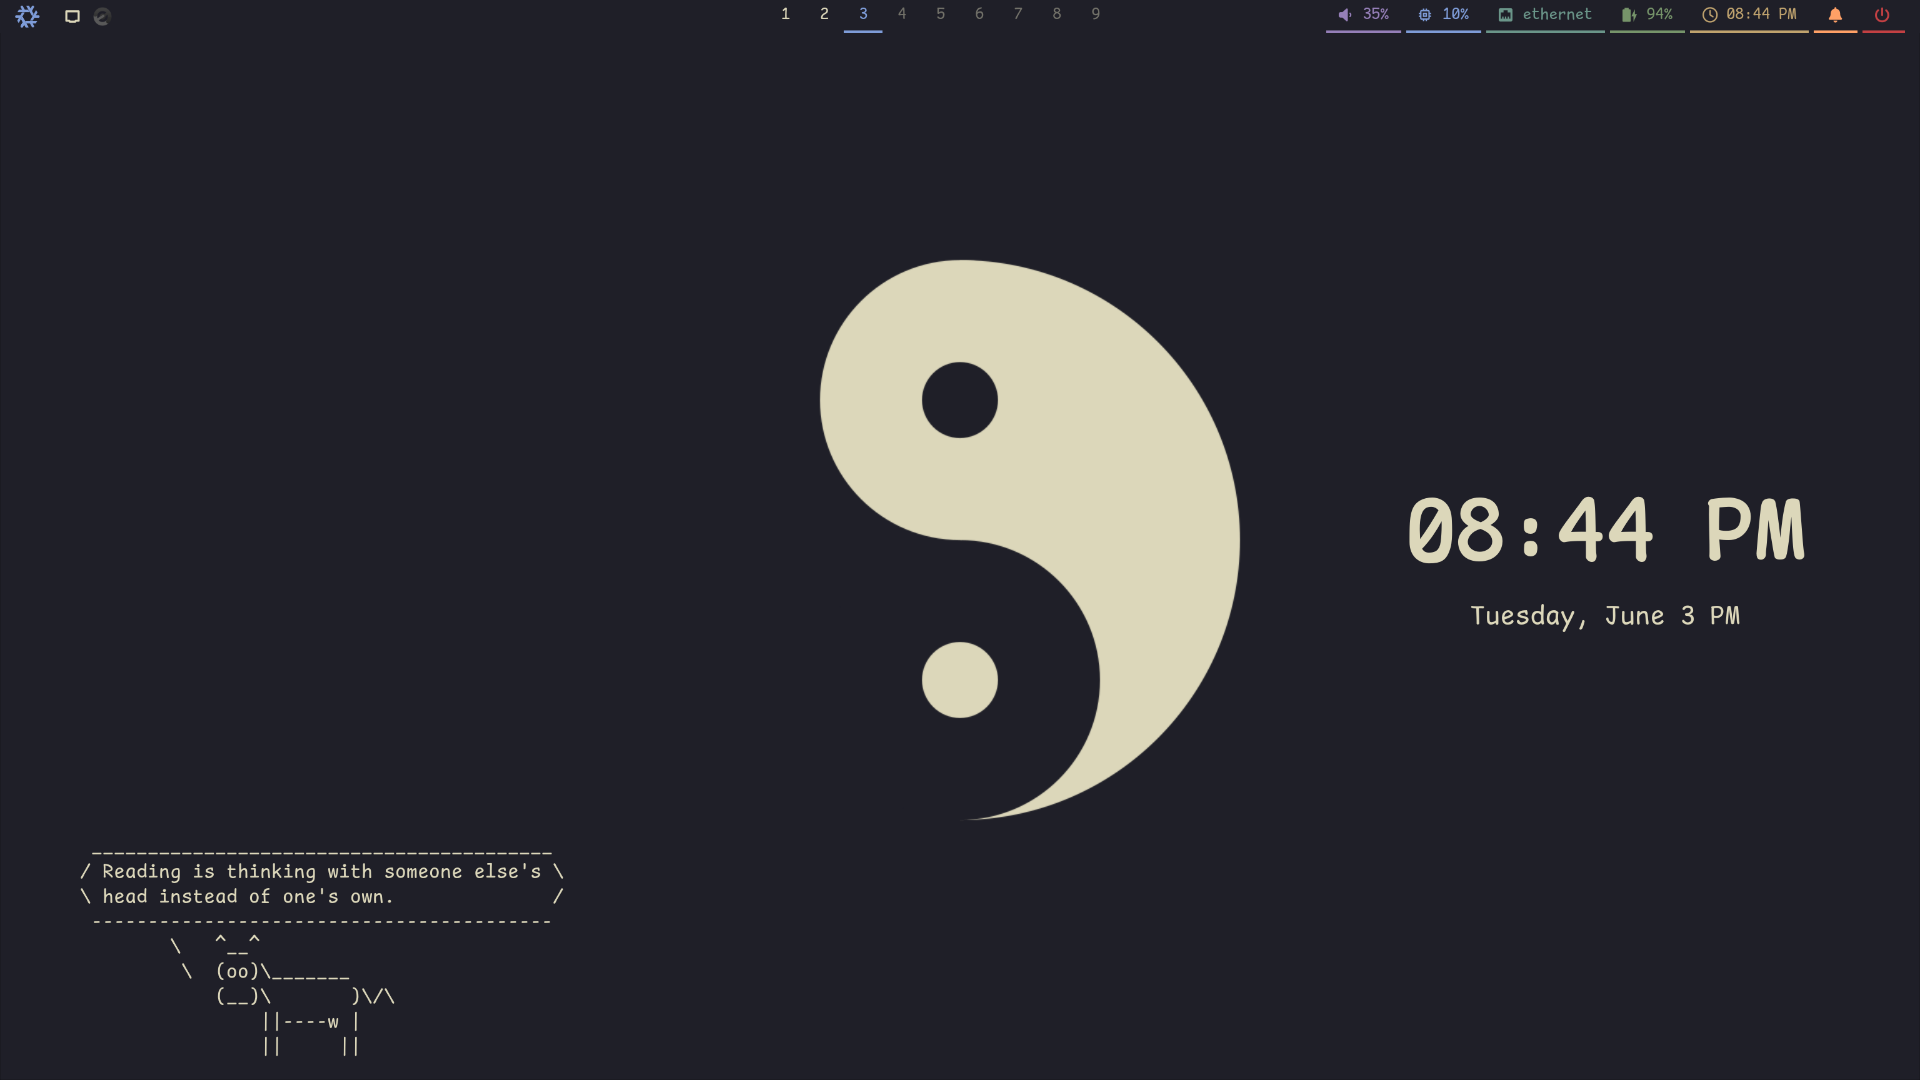 1 2 3 4 5 6 7 8 9
35% 10% ethernet 94% 08:44 PM
08:44 PM
Tuesday, June 3 PM
 _________________________________________
/ Reading is thinking with someone else's \
\ head instead of one's own.              /
 -----------------------------------------
        \   ^__^
         \  (oo)\_______
            (__)\       )\/\
                ||----w |
                ||     ||